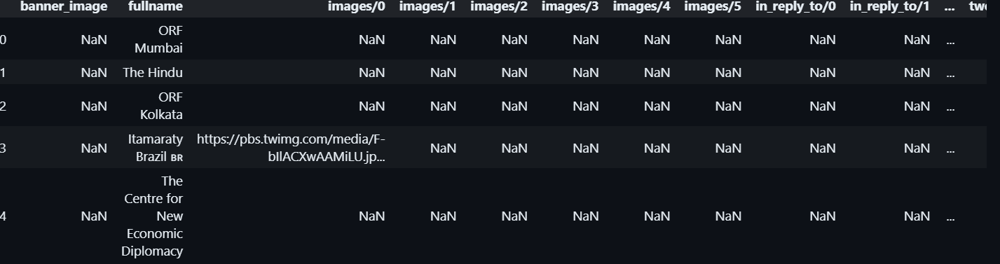 banner_image fullname images/0 images/1 images/2 images/3 images/4 images/5 in_reply_to/0 in_reply_to/1 ...
0 NaN ORF Mumbai NaN NaN NaN NaN NaN NaN NaN NaN ...
1 NaN The Hindu NaN NaN NaN NaN NaN NaN NaN NaN ...
2 NaN ORF Kolkata NaN NaN NaN NaN NaN NaN NaN NaN ...
3 NaN Itamaraty Brazil 🇧🇷 https://pbs.twimg.com/media/F-bIlACXwAAMiLU.jp... NaN NaN NaN NaN NaN NaN NaN ...
4 NaN The Centre for New Economic Diplomacy NaN NaN NaN NaN NaN NaN NaN NaN ...